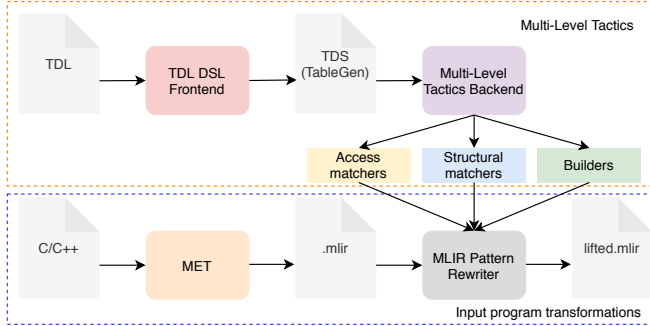 Multi-Level Tactics
TDL
TDL DSL
Frontend
TDS
(TableGen)
Multi-Level
Tactics Backend
Access
matchers
Structural
matchers
Builders
C/C++
MET
.mlir
MLIR Pattern
Rewriter
lifted.mlir
Input program transformations